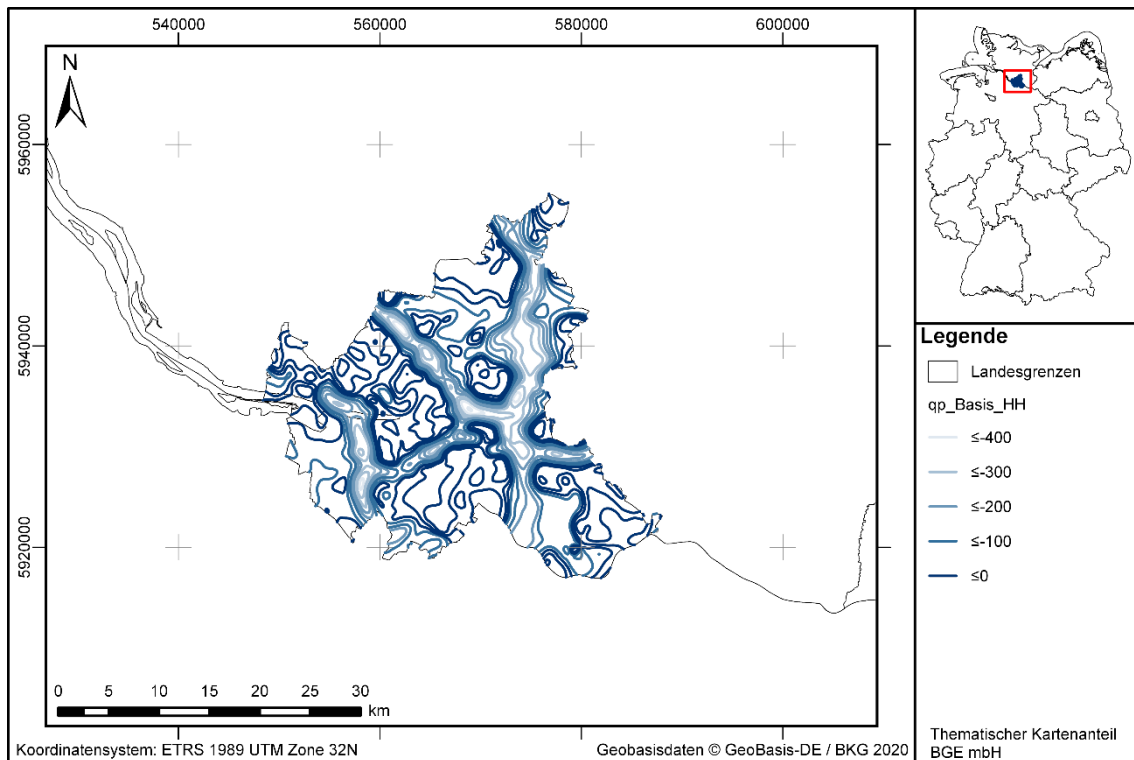 540000
560000
580000
600000
N
5960000
5940000
5920000
0 5 10 15 20 25 30
km
Koordinatensystem: ETRS 1989 UTM Zone 32N
Geobasisdaten © GeoBasis-DE / BKG 2020
Legende
Landesgrenzen
qp_Basis_HH
≤-400
≤-300
≤-200
≤-100
≤0
Thematischer Kartenanteil
BGE mbH